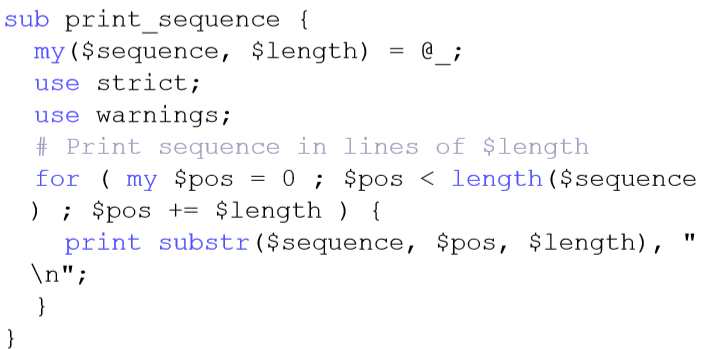 sub print_sequence {
my($sequence, $length) = @_;
use strict;
use warnings;
# Print sequence in lines of $length
for ( my $pos = 0 ; $pos < length($sequence
) ; $pos += $length ) {
print substr($sequence, $pos, $length), "
\n";
}
}